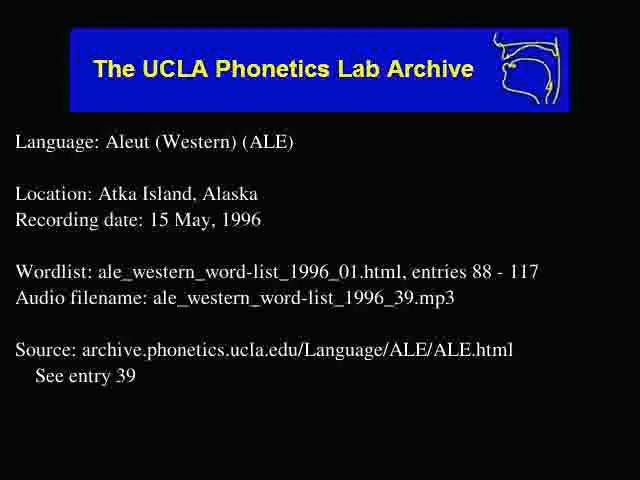 The UCLA Phonetics Lab Archive
Language: Aleut (Western) (ALE)
Location: Atka Island, Alaska
Recording date: 15 May, 1996
Wordlist: ale_western_word-list_1996_01.html, entries 88 - 117
Audio filename: ale_western_word-list_1996_39.mp3
Source: archive.phonetics.ucla.edu/Language/ALE/ALE.html
See entry 39